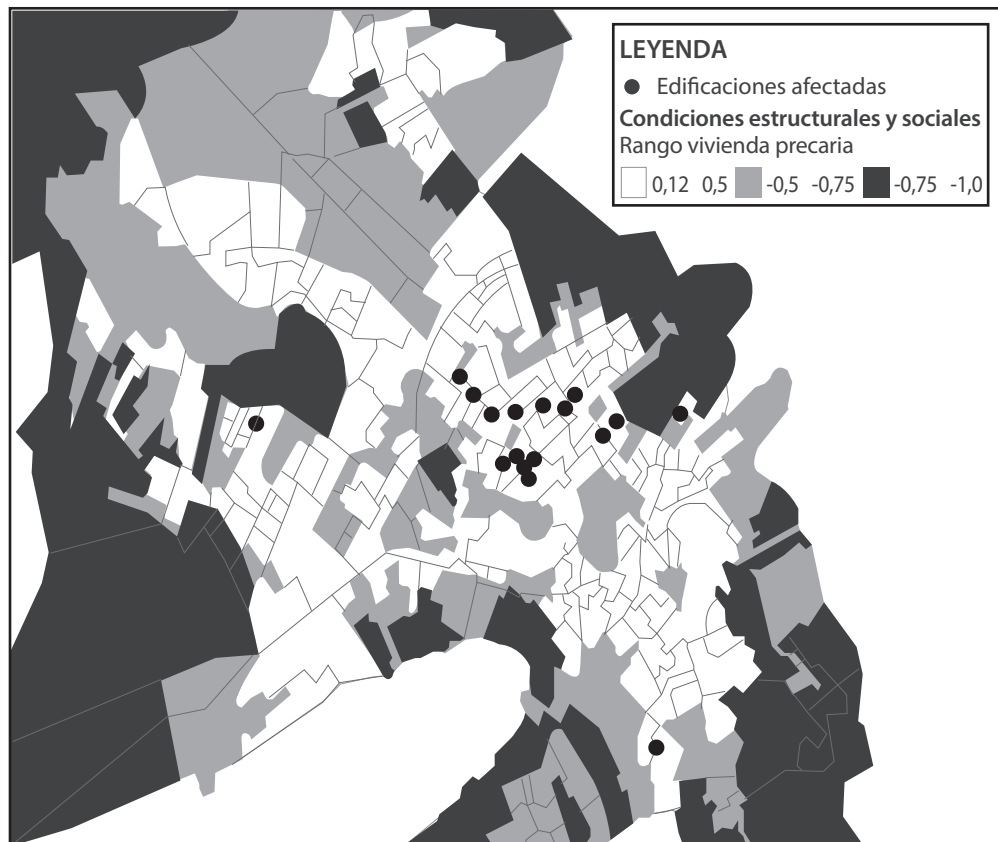 LEYENDA
Edificaciones afectadas
Condiciones estructurales y sociales
Rango vivienda precaria
0,12 0,5 -0,5 -0,75 -0,75 -1,0